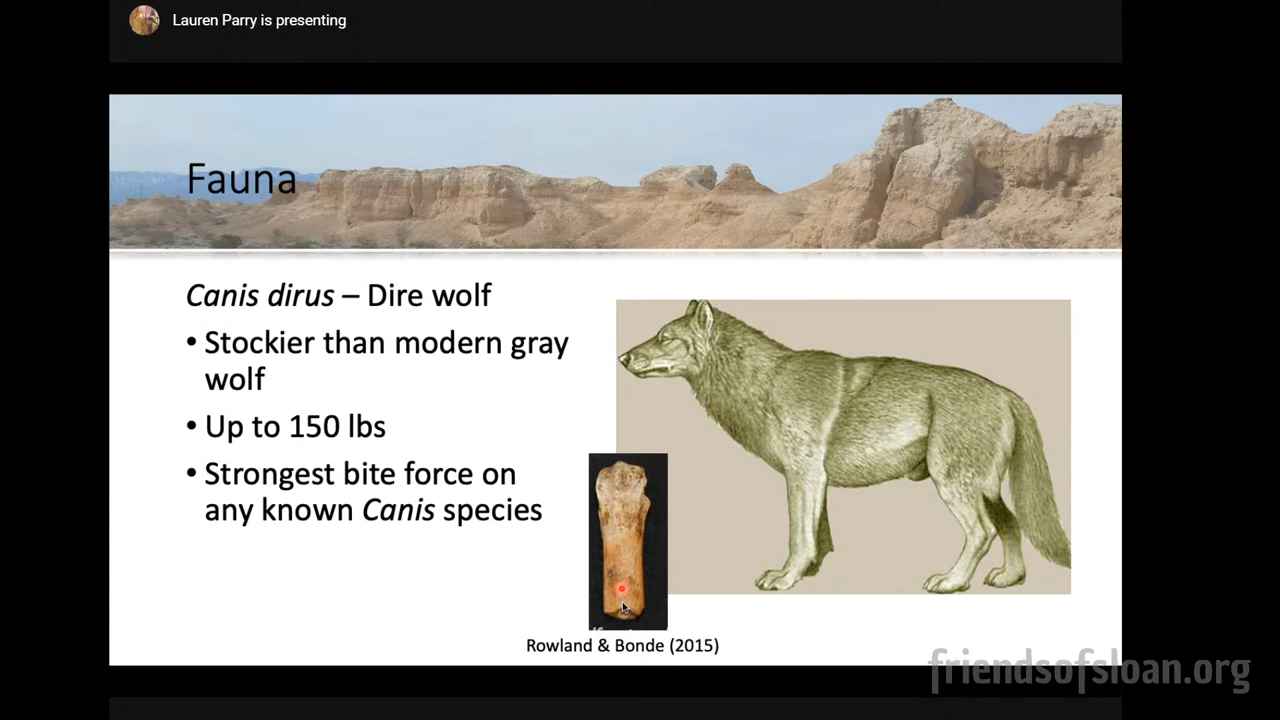 Lauren Parry is presenting
Fauna
Canis dirus – Dire wolf
• Stockier than modern gray
wolf
• Up to 150 lbs
• Strongest bite force on
any known Canis species
Rowland & Bonde (2015)
friendsofsloan.org